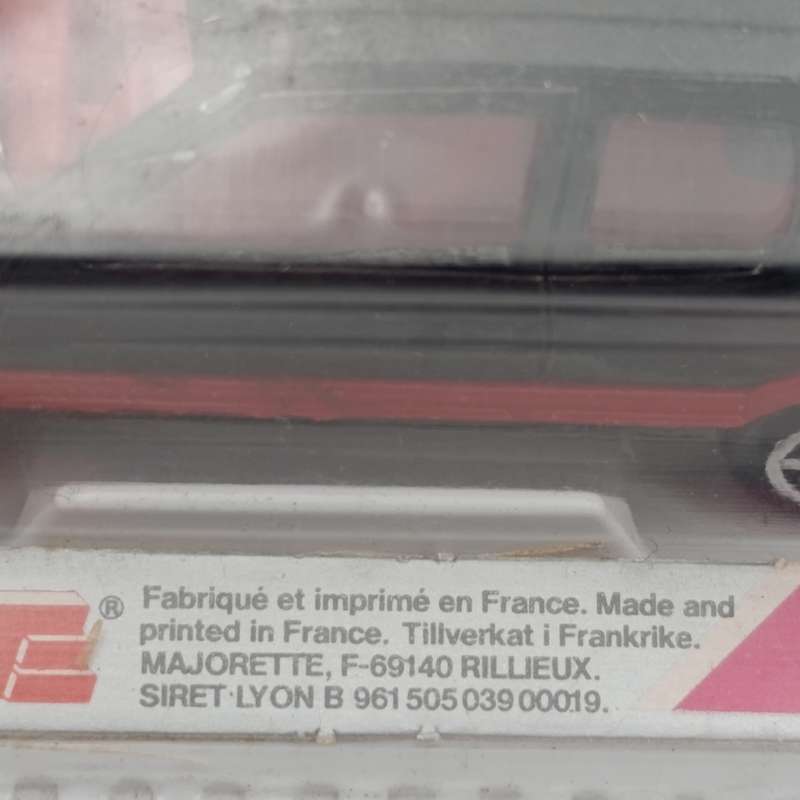 ® Fabriqué et imprimé en France. Made and
printed in France. Tillverkat i Frankrike.
MAJORETTE, F-69140 RILLIEUX.
SIRET·LYON B 961 505 039 00019.